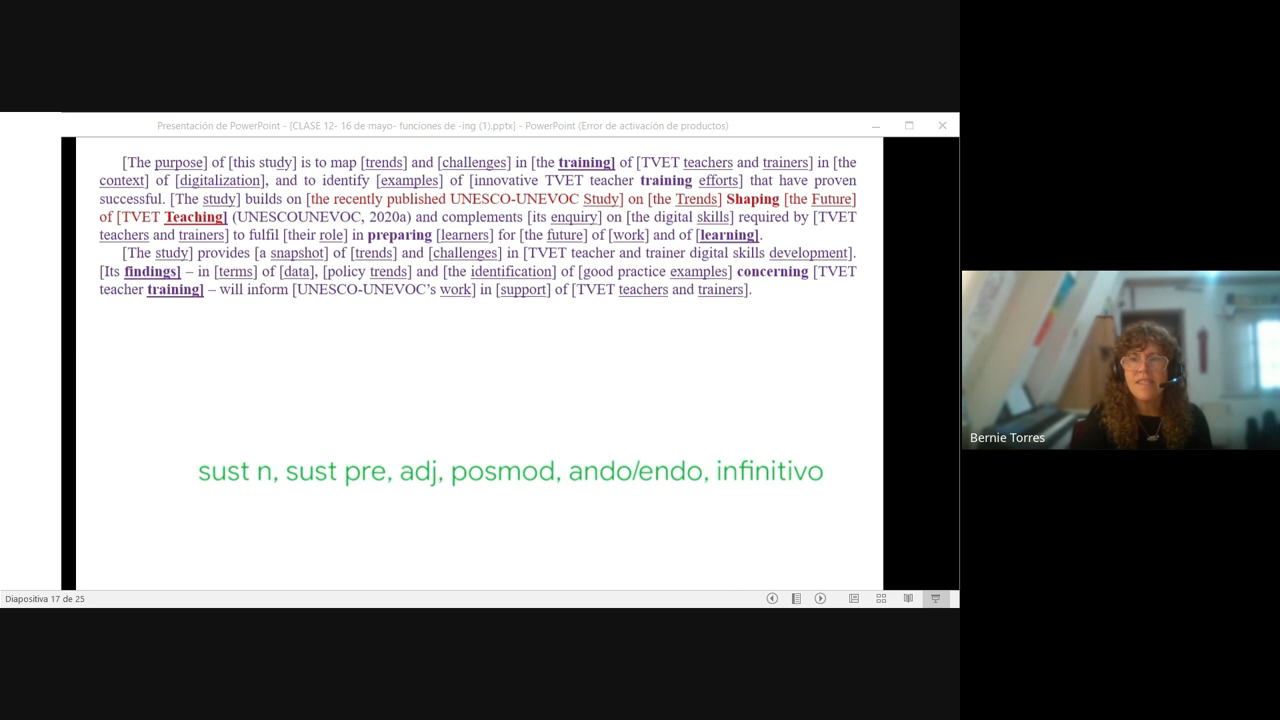 Presentación de PowerPoint - [CLASE 12- 16 de mayo- funciones de -ing (1).pptx] - PowerPoint (Error de activación de productos)
[The purpose] of [this study] is to map [trends] and [challenges] in [the training] of [TVET teachers and trainers] in [the
context] of [digitalization], and to identify [examples] of [innovative TVET teacher training efforts] that have proven
successful. [The study] builds on [the recently published UNESCO-UNEVOC Study] on [the Trends] Shaping [the Future]
of [TVET Teaching] (UNESCOUNEVOC, 2020a) and complements [its enquiry] on [the digital skills] required by [TVET
teachers and trainers] to fulfil [their role] in preparing [learners] for [the future] of [work] and of [learning].
[The study] provides [a snapshot] of [trends] and [challenges] in [TVET teacher and trainer digital skills development].
[Its findings] – in [terms] of [data], [policy trends] and [the identification] of [good practice examples] concerning [TVET
teacher training] – will inform [UNESCO-UNEVOC’s work] in [support] of [TVET teachers and trainers].
sust n, sust pre, adj, posmod, ando/endo, infinitivo
Bernie Torres
Diapositiva 17 de 25